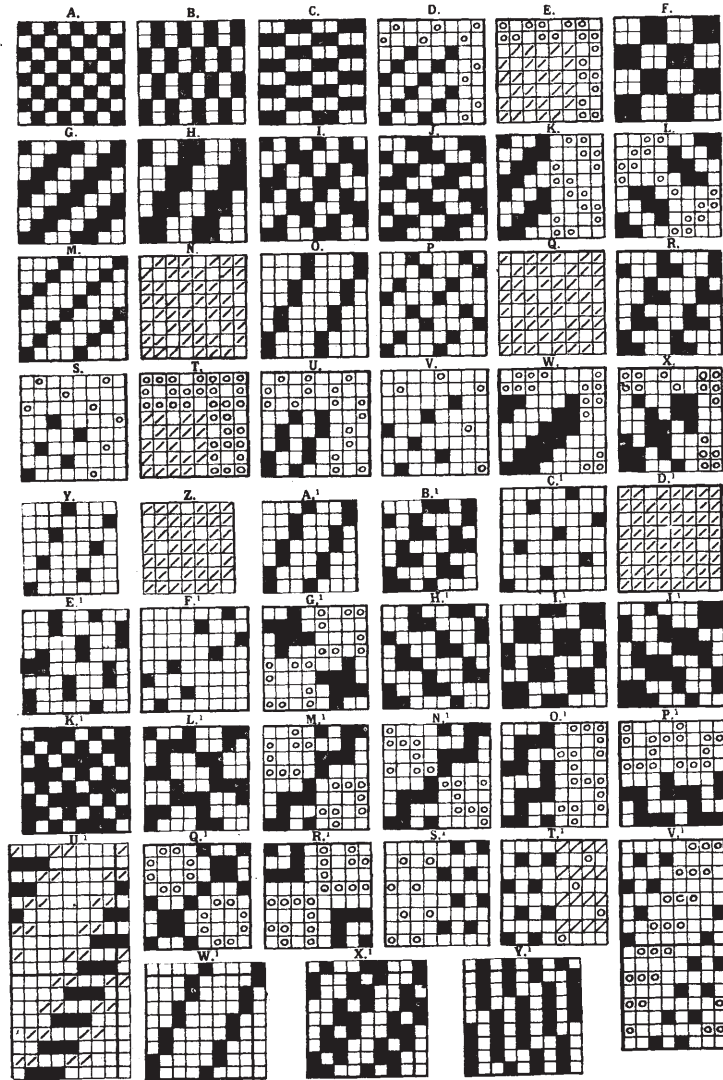 A. B. C. D. E. F.
G. H. I. J. K. L.
M. N. O. P Q. R.
S. T. U. V. W. X.
Y. Z. A.¹ B.¹ C.¹ D.¹
E.¹ F.¹ G.¹ H.¹ I.¹ J.¹
K.¹ L.¹ M.¹ N.¹ O.¹ P.¹
U.¹ Q.¹ R.¹ S.¹ T.¹ V.¹
W.¹ X.¹ Y.¹